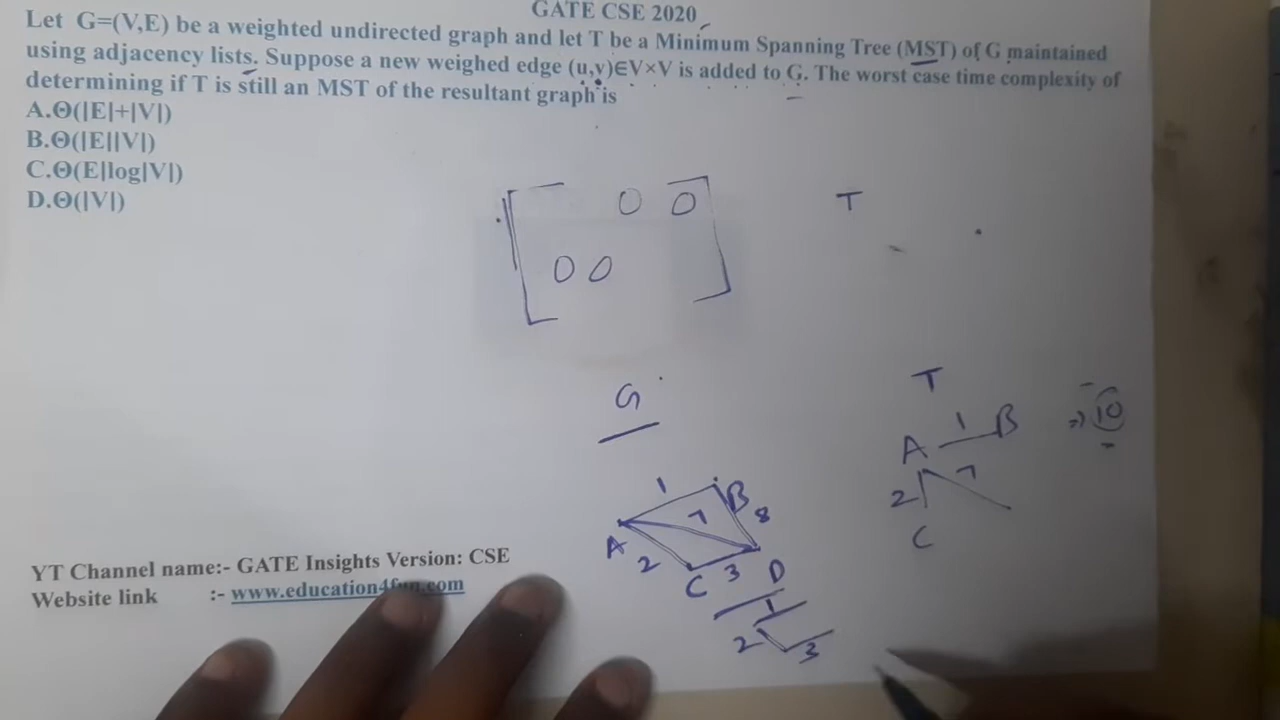 GATE CSE 2020
Let G=(V,E) be a weighted undirected graph and let T be a Minimum Spanning Tree (MST) of G maintained
using adjacency lists. Suppose a new weighed edge (u,v)∈V×V is added to G. The worst case time complexity of
determining if T is still an MST of the resultant graph is
A.Θ(|E|+|V|)
B.Θ(|E||V|)
C.Θ(E|log|V|)
D.Θ(|V|)
0 0
0 0
T
G
1
A B
7 8
2
C 3 D
1
2 3
T
1 B
A
7
2
C
⇒ 10
YT Channel name:- GATE Insights Version: CSE
Website link :- www.education4fun.com